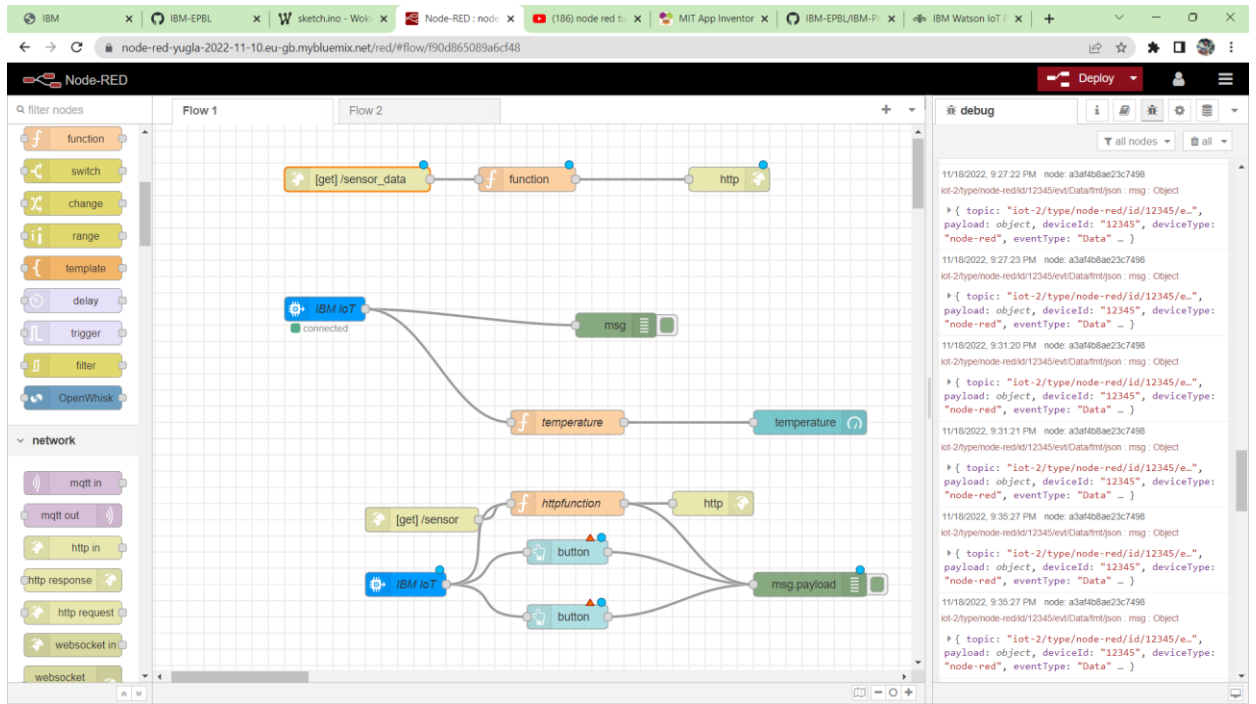 IBM
IBM-EPBL
sketch.ino - Wok
Node-RED : node
(186) node red tu
MIT App Inventor
IBM-EPBL/IBM-Pr
IBM Watson IoT P
node-red-yugla-2022-11-10.eu-gb.mybluemix.net/red/#flow/f90d865089a6cf48
Node-RED
Deploy
filter nodes
Flow 1
Flow 2
debug
i
all nodes
all
function
switch
change
range
template
delay
trigger
filter
OpenWhisk
network
mqtt in
mqtt out
http in
http response
http request
websocket in
websocket
[get] /sensor_data
function
http
IBM IoT
connected
msg
temperature
temperature
[get] /sensor
httpfunction
http
button
IBM IoT
msg.payload
button
11/18/2022, 9:27:22 PM node: a3af4b8ae23c7498
iot-2/type/node-red/id/12345/evt/Data/fmt/json : msg : Object
{ topic: "iot-2/type/node-red/id/12345/e…",
payload: object, deviceId: "12345", deviceType:
"node-red", eventType: "Data" … }
11/18/2022, 9:27:23 PM node: a3af4b8ae23c7498
iot-2/type/node-red/id/12345/evt/Data/fmt/json : msg : Object
{ topic: "iot-2/type/node-red/id/12345/e…",
payload: object, deviceId: "12345", deviceType:
"node-red", eventType: "Data" … }
11/18/2022, 9:31:20 PM node: a3af4b8ae23c7498
iot-2/type/node-red/id/12345/evt/Data/fmt/json : msg : Object
{ topic: "iot-2/type/node-red/id/12345/e…",
payload: object, deviceId: "12345", deviceType:
"node-red", eventType: "Data" … }
11/18/2022, 9:31:21 PM node: a3af4b8ae23c7498
iot-2/type/node-red/id/12345/evt/Data/fmt/json : msg : Object
{ topic: "iot-2/type/node-red/id/12345/e…",
payload: object, deviceId: "12345", deviceType:
"node-red", eventType: "Data" … }
11/18/2022, 9:35:27 PM node: a3af4b8ae23c7498
iot-2/type/node-red/id/12345/evt/Data/fmt/json : msg : Object
{ topic: "iot-2/type/node-red/id/12345/e…",
payload: object, deviceId: "12345", deviceType:
"node-red", eventType: "Data" … }
11/18/2022, 9:35:27 PM node: a3af4b8ae23c7498
iot-2/type/node-red/id/12345/evt/Data/fmt/json : msg : Object
{ topic: "iot-2/type/node-red/id/12345/e…",
payload: object, deviceId: "12345", deviceType:
"node-red", eventType: "Data" … }